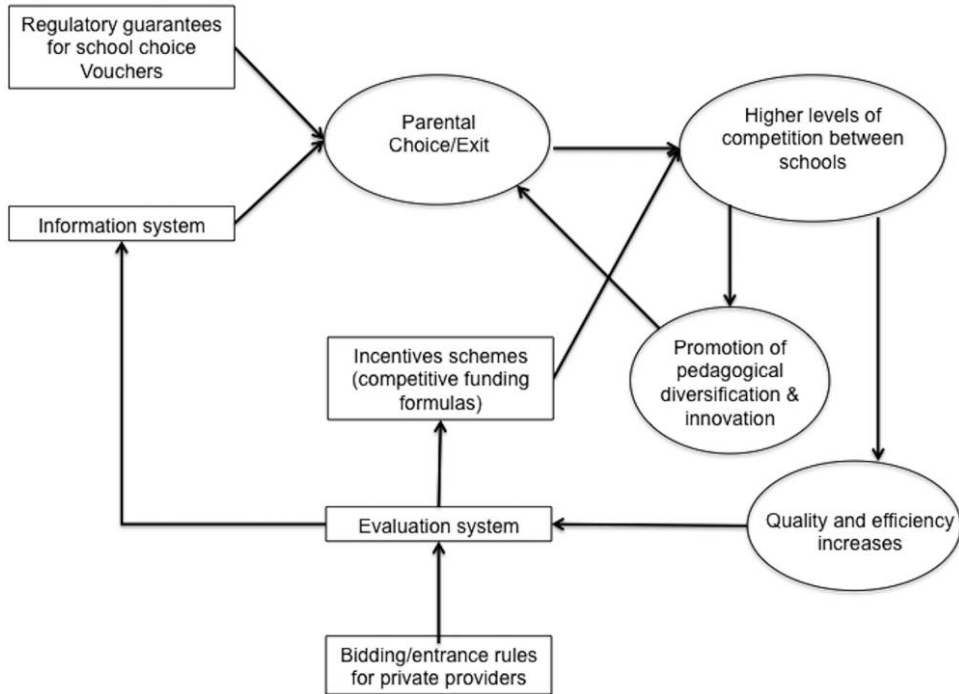 Regulatory guarantees
for school choice
Vouchers
Parental
Choice/Exit
Higher levels of
competition between
schools
Information system
Incentives schemes
(competitive funding
formulas)
Promotion of
pedagogical
diversification &
innovation
Evaluation system
Quality and efficiency
increases
Bidding/entrance rules
for private providers